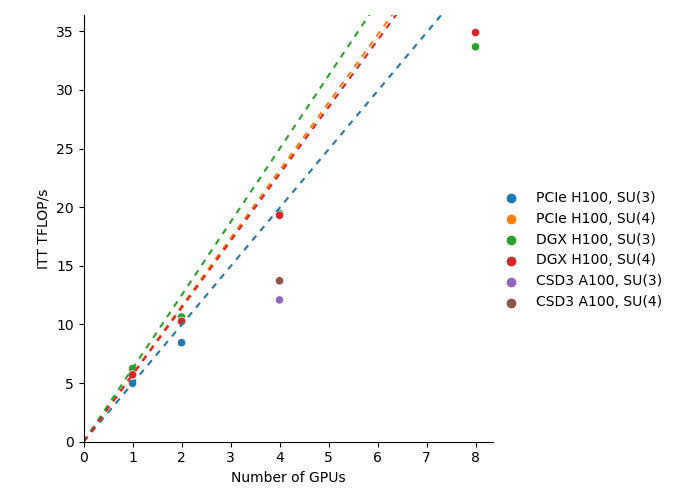 35
30
25
20
15
10
5
0
ITT TFLOP/s
0 1 2 3 4 5 6 7 8
Number of GPUs
PCIe H100, SU(3)
PCIe H100, SU(4)
DGX H100, SU(3)
DGX H100, SU(4)
CSD3 A100, SU(3)
CSD3 A100, SU(4)